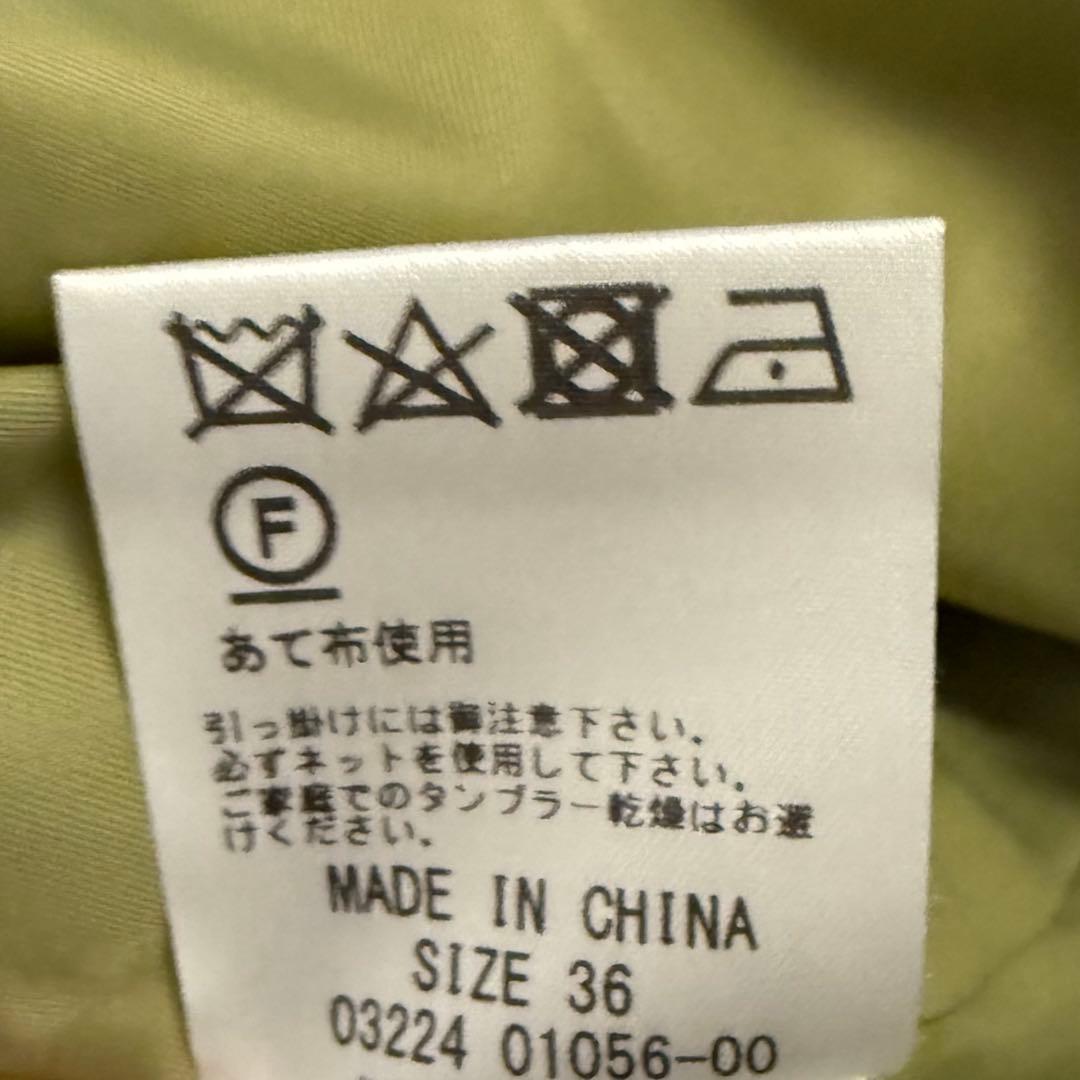 F
あて布使用
引っ掛けには御注意下さい.
必ずネットを使用して下さい.
ご家庭でのタンブラー乾燥はお避
けください.
MADE IN CHINA
SIZE 36
03224 01056-00